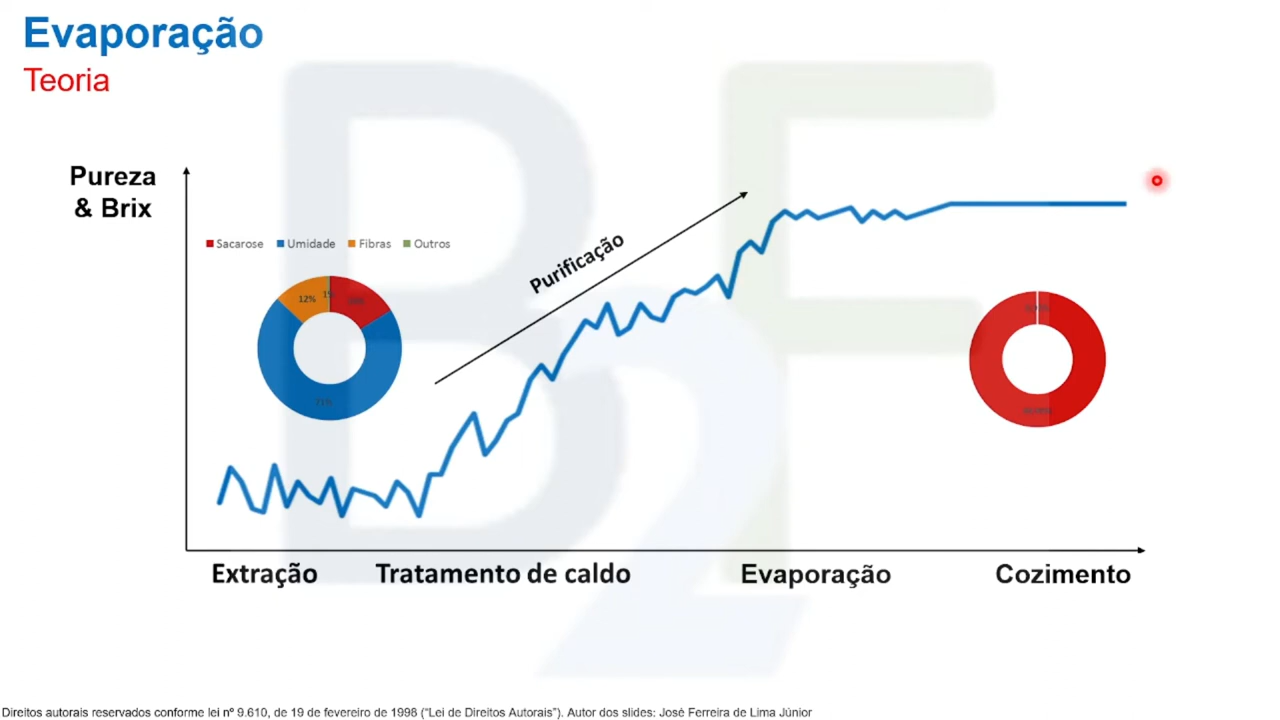 Evaporação
Teoria
Pureza
& Brix
Sacarose Umidade Fibras Outros
Purificação
12%
71%
Extração Tratamento de caldo Evaporação Cozimento
Direitos autorais reservados conforme lei nº 9.610, de 19 de fevereiro de 1998 (“Lei de Direitos Autorais”). Autor dos slides: José Ferreira de Lima Júnior
B2F